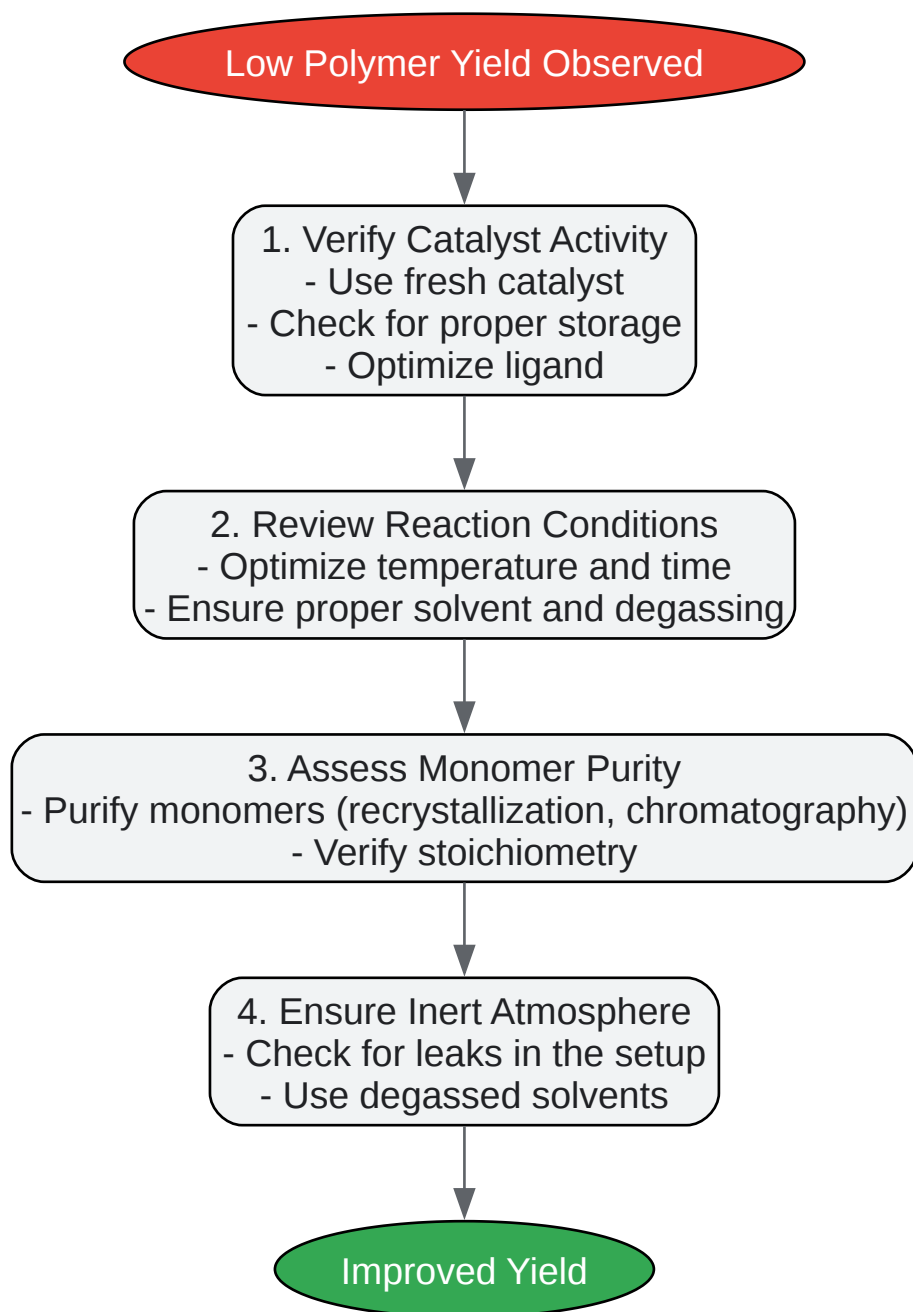 Low Polymer Yield Observed
1. Verify Catalyst Activity
- Use fresh catalyst
- Check for proper storage
- Optimize ligand
2. Review Reaction Conditions
- Optimize temperature and time
- Ensure proper solvent and degassing
3. Assess Monomer Purity
- Purify monomers (recrystallization, chromatography)
- Verify stoichiometry
4. Ensure Inert Atmosphere
- Check for leaks in the setup
- Use degassed solvents
Improved Yield